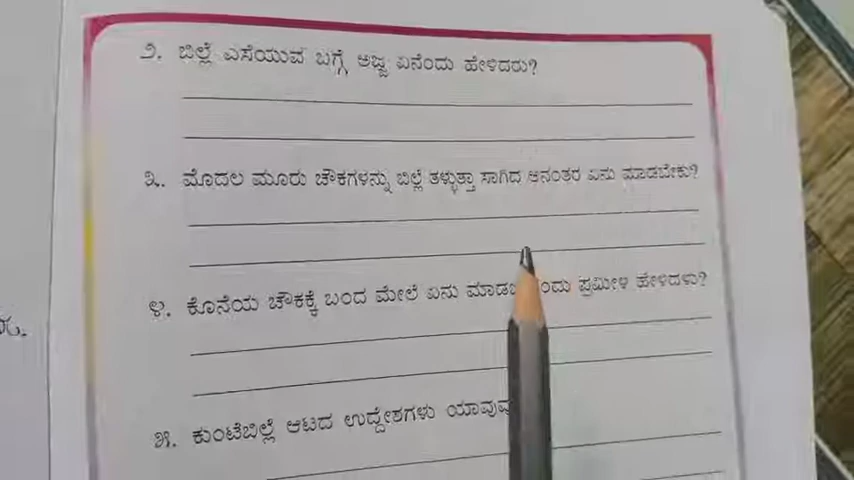 ೨. ಬಿಲ್ಲೆ ಎಸೆಯುವ ಬಗ್ಗೆ ಅಜ್ಜ ಏನೆಂದು ಹೇಳಿದರು?
೩. ಮೊದಲ ಮೂರು ಚೌಕಗಳನ್ನು ಬಿಲ್ಲೆ ತಳ್ಳುತ್ತಾ ಸಾಗಿದ ಆನಂತರ ಏನು ಮಾಡಬೇಕು?
೪. ಕೊನೆಯ ಚೌಕಕ್ಕೆ ಬಂದ ಮೇಲೆ ಏನು ಪ್ರಮೀಳ ಹೇಳಿದಳು?
೫. ಕುಂಟೆಬಿಲ್ಲೆ ಆಟದ ಉದ್ದೇಶಗಳು